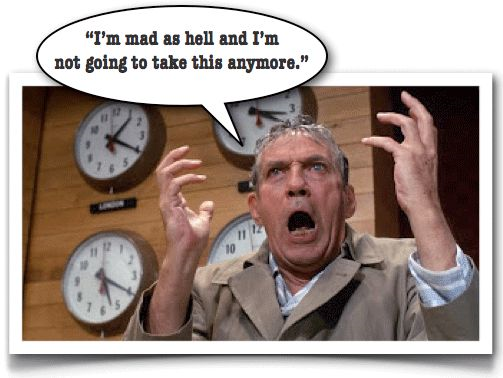 “I’m mad as hell and I’m
not going to take this anymore.”
LONDON